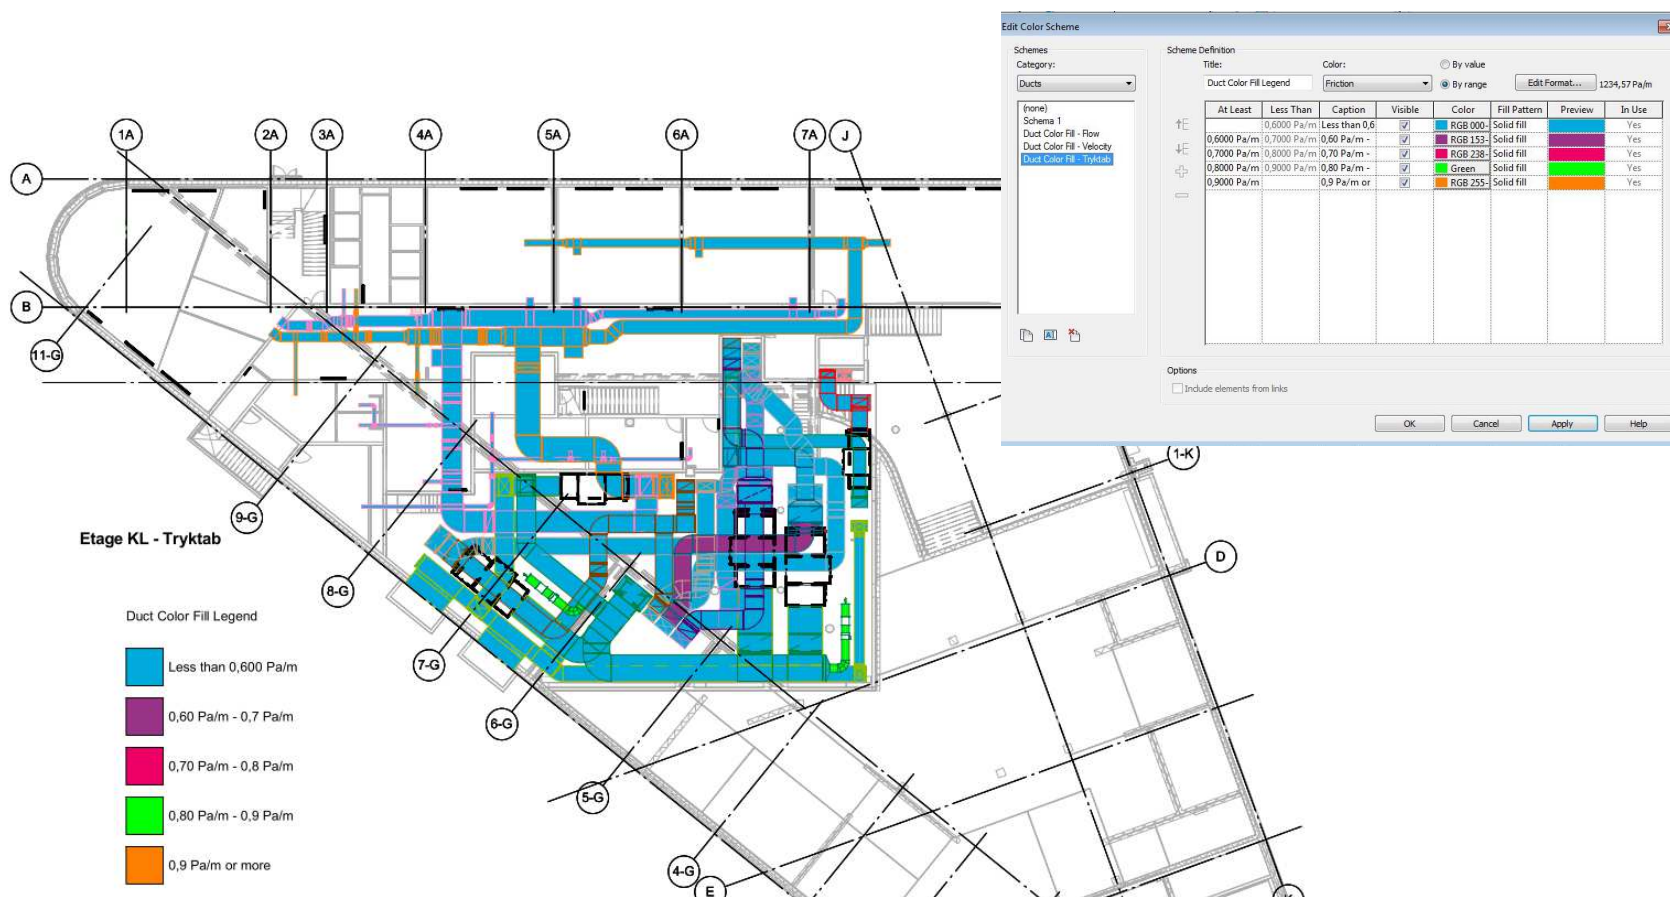 Edit Color Scheme
Schemes
Category:
Ducts
(none)
Schema 1
Duct Color Fill - Flow
Duct Color Fill - Velocity
Duct Color Fill - Tryktab
Scheme Definition
Title:
Color:
By value
Duct Color Fill Legend
Friction
By range
Edit Format...
1234,57 Pa/m
At Least Less Than Caption Visible Color Fill Pattern Preview In Use
0,6000 Pa/m Less than 0,6 RGB 000- Solid fill Yes
0,6000 Pa/m 0,7000 Pa/m 0,60 Pa/m - RGB 153- Solid fill Yes
0,7000 Pa/m 0,8000 Pa/m 0,70 Pa/m - RGB 238- Solid fill Yes
0,8000 Pa/m 0,9000 Pa/m 0,80 Pa/m - Green Solid fill Yes
0,9000 Pa/m 0,9 Pa/m or RGB 255- Solid fill Yes
Options
Include elements from links
OK Cancel Apply Help
1A 2A 3A 4A 5A 6A 7A J
A
B
11-G
9-G
8-G
7-G
6-G
5-G
4-G
1-K
D
E
Etage KL - Tryktab
Duct Color Fill Legend
Less than 0,600 Pa/m
0,60 Pa/m - 0,7 Pa/m
0,70 Pa/m - 0,8 Pa/m
0,80 Pa/m - 0,9 Pa/m
0,9 Pa/m or more